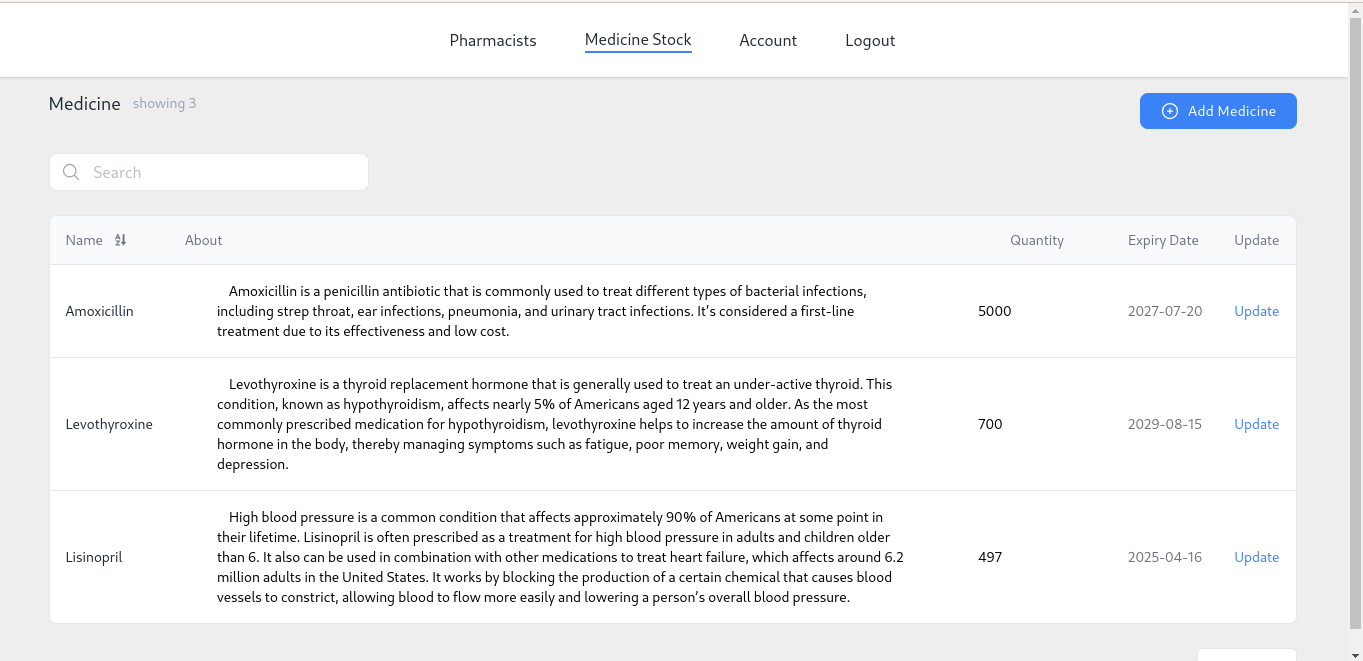 Pharmacists Medicine Stock Account Logout
Medicine showing 3
Add Medicine
Search
Name About Quantity Expiry Date Update
Amoxicillin is a penicillin antibiotic that is commonly used to treat different types of bacterial infections,
Amoxicillin including strep throat, ear infections, pneumonia, and urinary tract infections. It’s considered a first-line 5000 2027-07-20 Update
treatment due to its effectiveness and low cost.
Levothyroxine is a thyroid replacement hormone that is generally used to treat an under-active thyroid. This
condition, known as hypothyroidism, affects nearly 5% of Americans aged 12 years and older. As the most
Levothyroxine commonly prescribed medication for hypothyroidism, levothyroxine helps to increase the amount of thyroid 700 2029-08-15 Update
hormone in the body, thereby managing symptoms such as fatigue, poor memory, weight gain, and
depression.
High blood pressure is a common condition that affects approximately 90% of Americans at some point in
their lifetime. Lisinopril is often prescribed as a treatment for high blood pressure in adults and children older
Lisinopril than 6. It also can be used in combination with other medications to treat heart failure, which affects around 6.2 497 2025-04-16 Update
million adults in the United States. It works by blocking the production of a certain chemical that causes blood
vessels to constrict, allowing blood to flow more easily and lowering a person’s overall blood pressure.